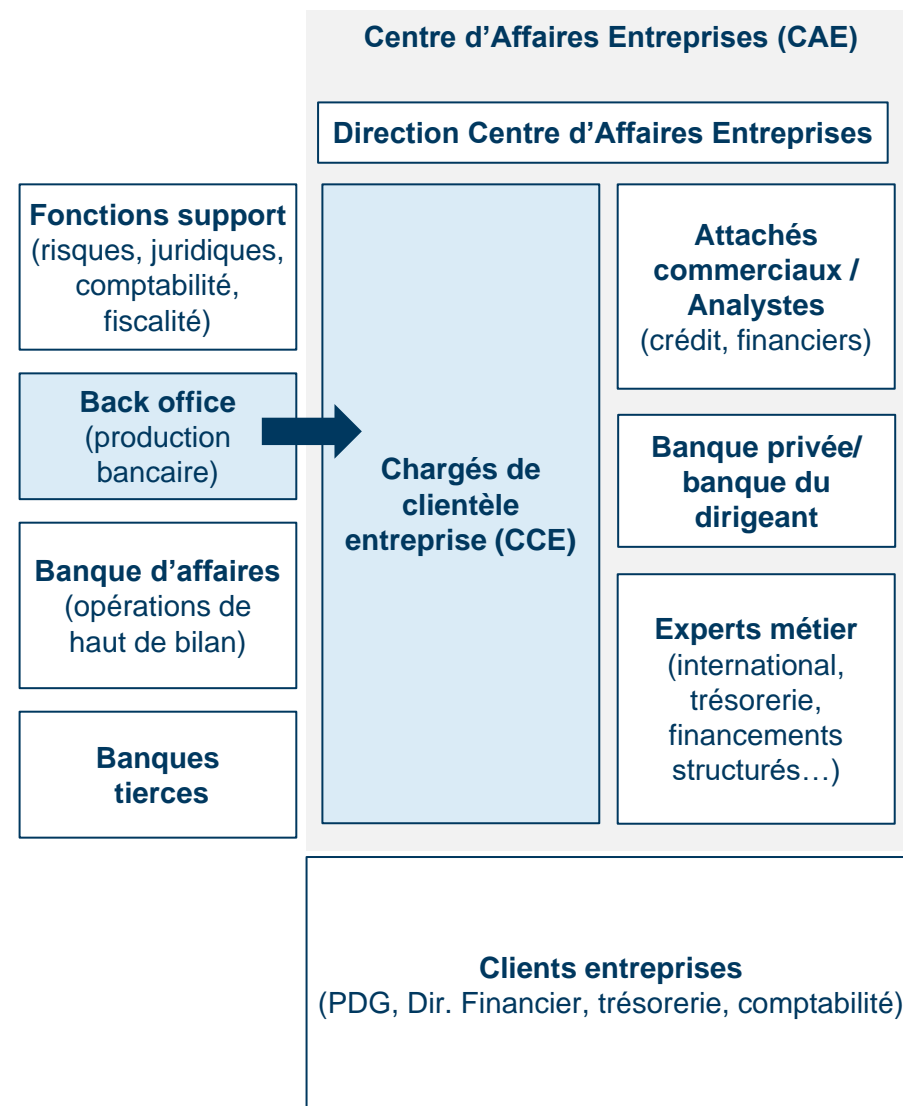 Centre d’Affaires Entreprises (CAE)
Direction Centre d’Affaires Entreprises
Fonctions support
(risques, juridiques,
comptabilité,
fiscalité)
Back office
(production
bancaire)
Banque d’affaires
(opérations de
haut de bilan)
Banques
tierces
Chargés de
clientèle
entreprise (CCE)
Attachés
commerciaux /
Analystes
(crédit, financiers)
Banque privée/
banque du
dirigeant
Experts métier
(international,
trésorerie,
financements
structurés…)
Clients entreprises
(PDG, Dir. Financier, trésorerie, comptabilité)